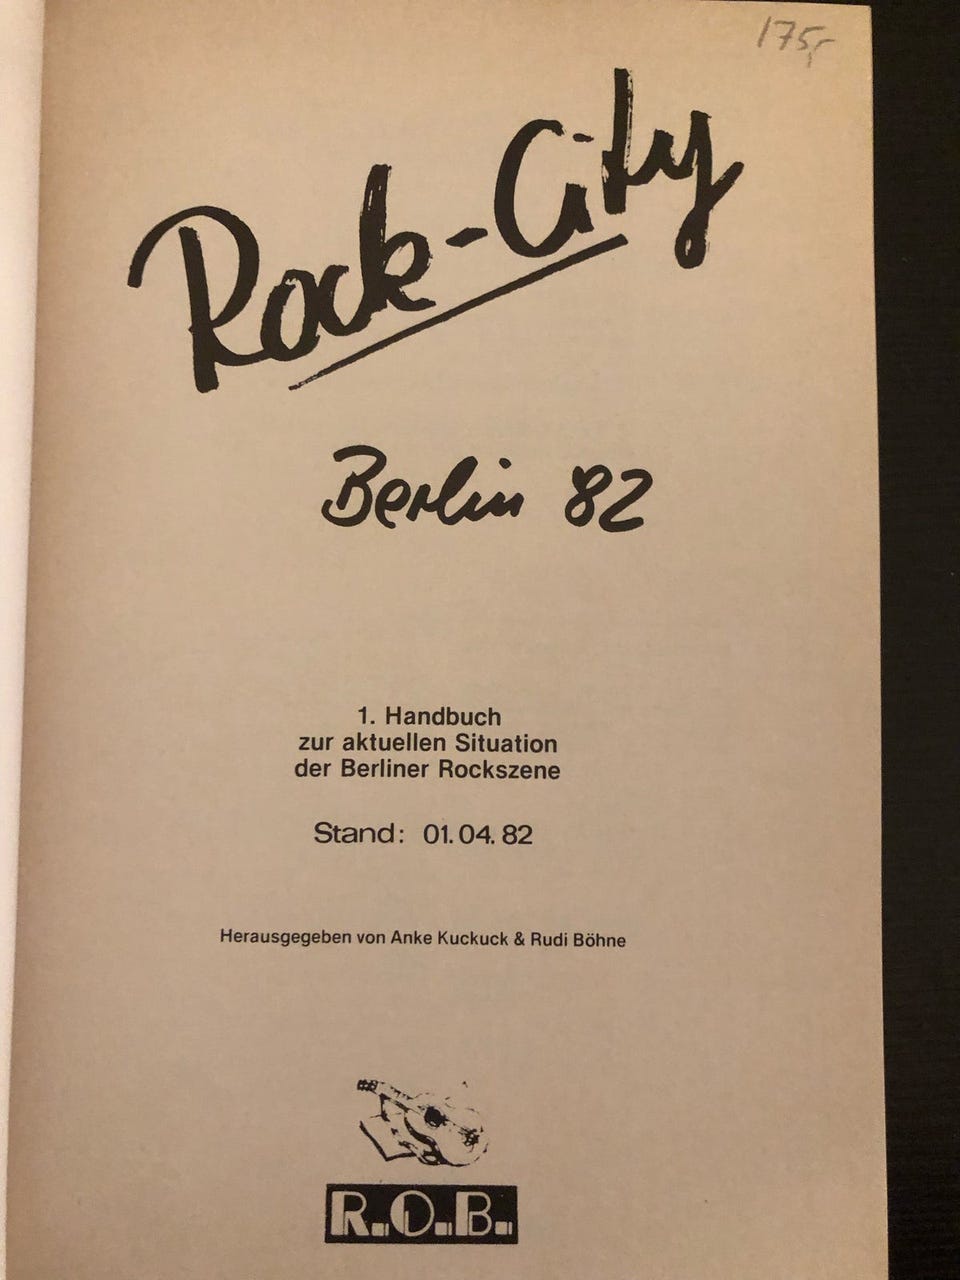 175,-
Rock-City
Berlin '82
1. Handbuch
zur aktuellen Situation
der Berliner Rockszene
Stand: 01.04.82
Herausgegeben von Anke Kuckuck & Rudi Böhne
R.O.B.